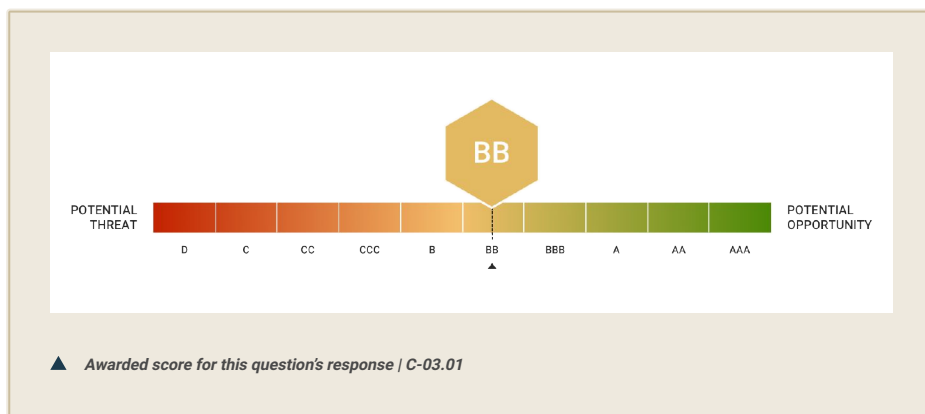 BB
POTENTIAL
THREAT
POTENTIAL
OPPORTUNITY
D C CC CCC B BB BBB A AA AAA
Awarded score for this question's response | C-03.01